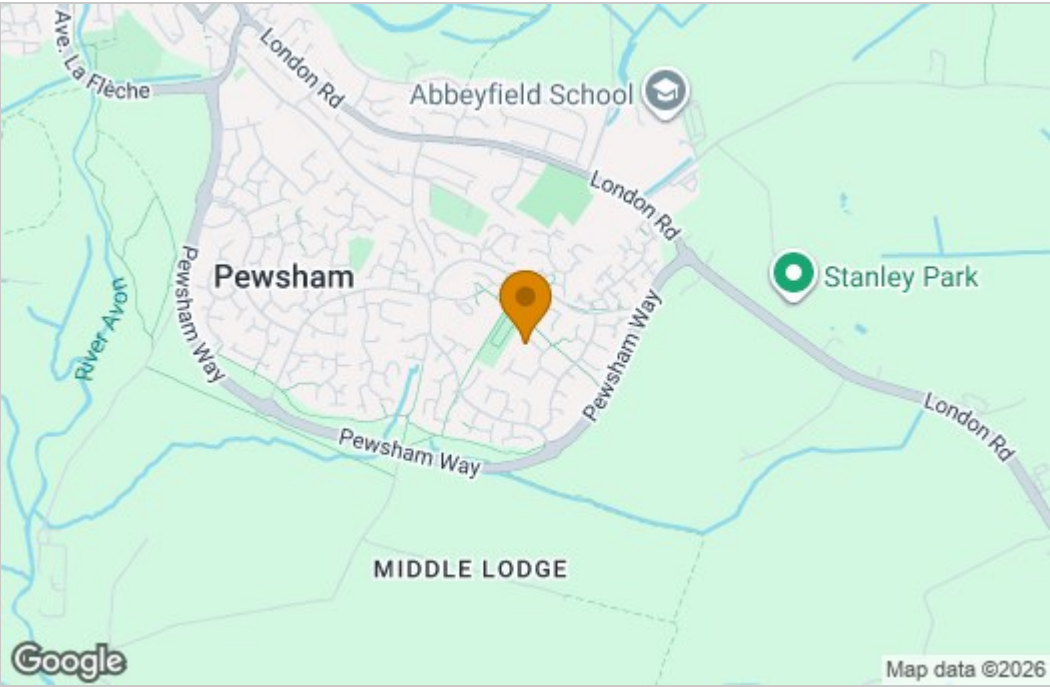 Ave. La Flèche
London Rd
Abbeyfield School
London Rd
Pewsham
Pewsham Way
River Avon
Stanley Park
Pewsham Way
Pewsham Way
London Rd
MIDDLE LODGE
Google
Map data ©2026